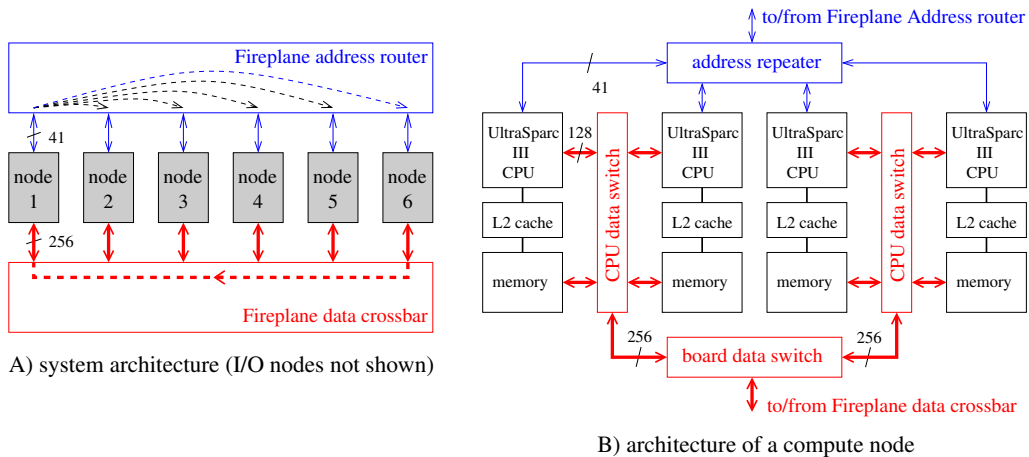 Fireplane address router
41
node
1
node
2
node
3
node
4
node
5
node
6
256
Fireplane data crossbar
A) system architecture (I/O nodes not shown)
to/from Fireplane Address router
address repeater
41
UltraSparc
III
CPU
128
CPU data switch
UltraSparc
III
CPU
UltraSparc
III
CPU
CPU data switch
UltraSparc
III
CPU
L2 cache
L2 cache
L2 cache
L2 cache
memory
memory
memory
memory
256
board data switch
256
to/from Fireplane data crossbar
B) architecture of a compute node